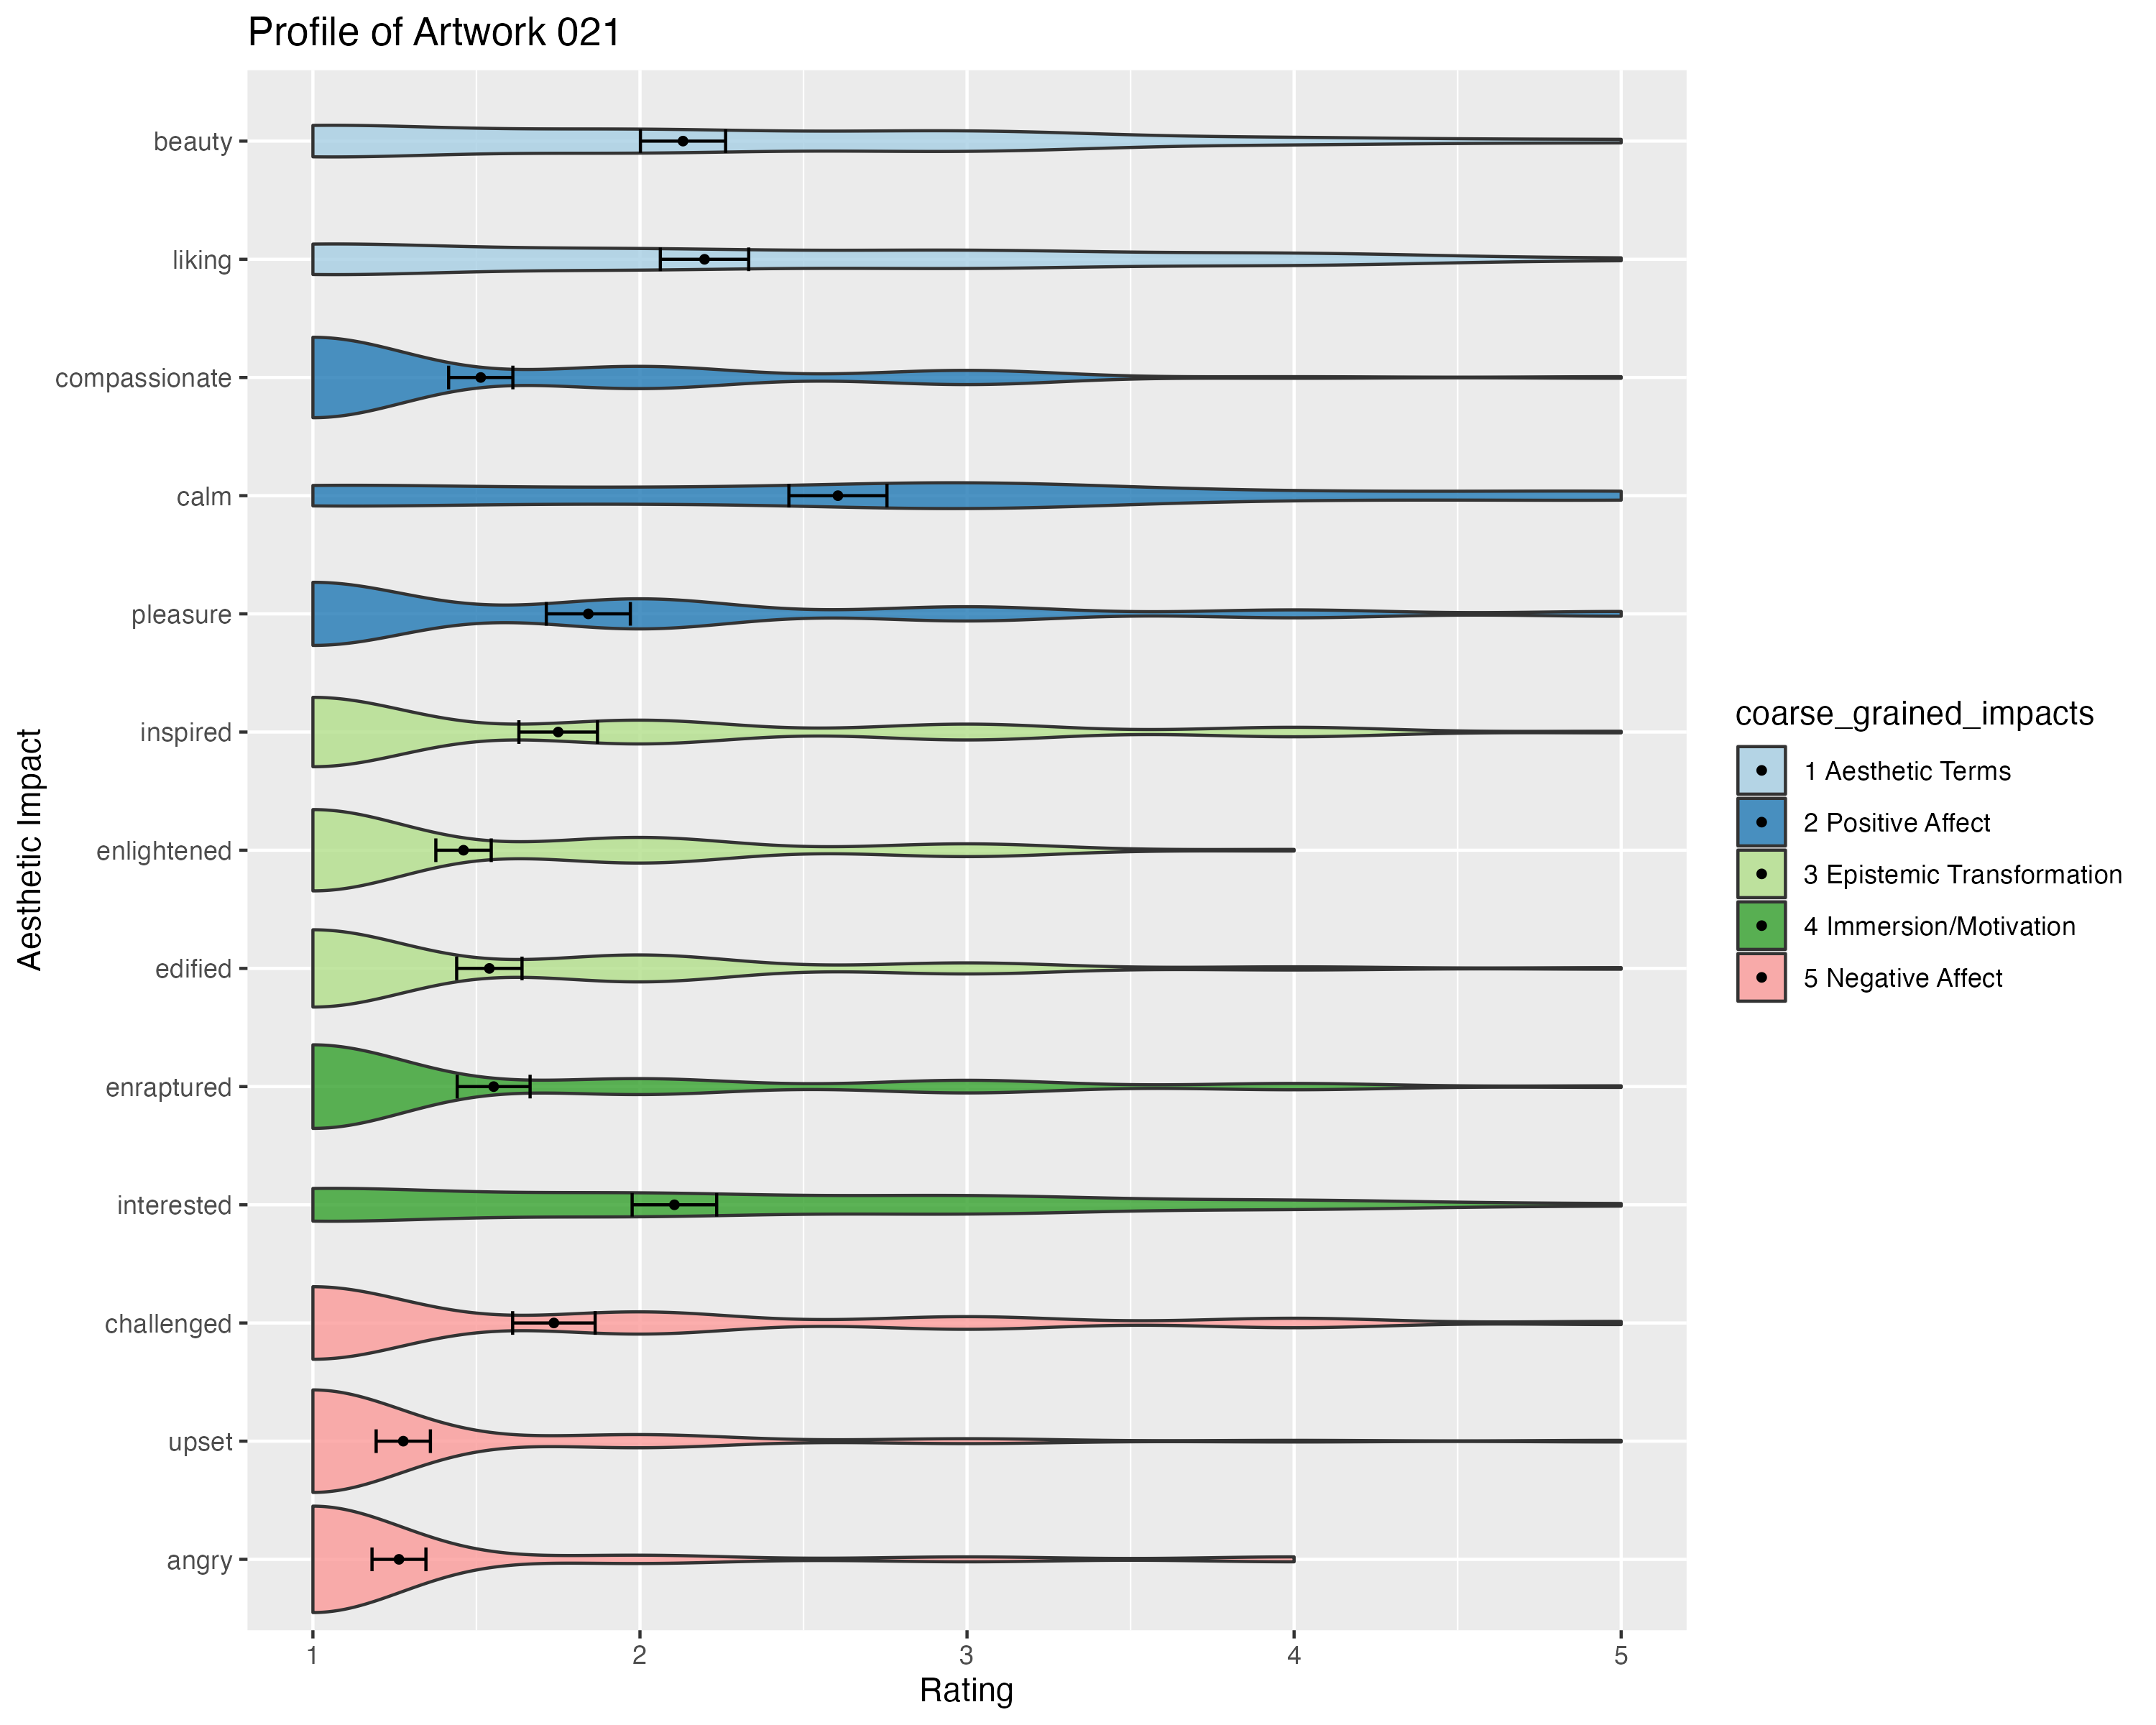 Profile of Artwork 021
Aesthetic Impact
beauty
liking
compassionate
calm
pleasure
inspired
enlightened
edified
enraptured
interested
challenged
upset
angry
1 2 3 4 5
Rating
coarse_grained_impacts
1 Aesthetic Terms
2 Positive Affect
3 Epistemic Transformation
4 Immersion/Motivation
5 Negative Affect